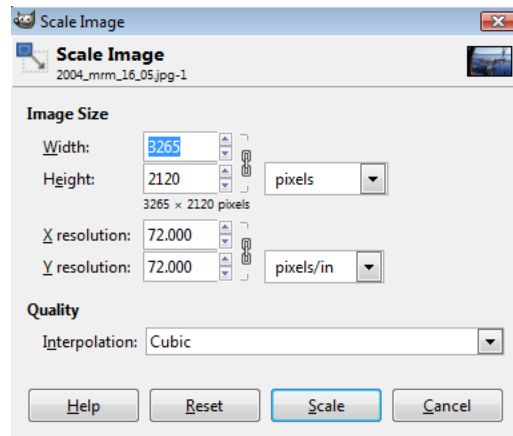 Scale Image
Scale Image
2004_mrm_16_05.jpg-1
Image Size
Width: 3265
Height: 2120 pixels
3265 × 2120 pixels
X resolution: 72.000
Y resolution: 72.000 pixels/in
Quality
Interpolation: Cubic
Help Reset Scale Cancel